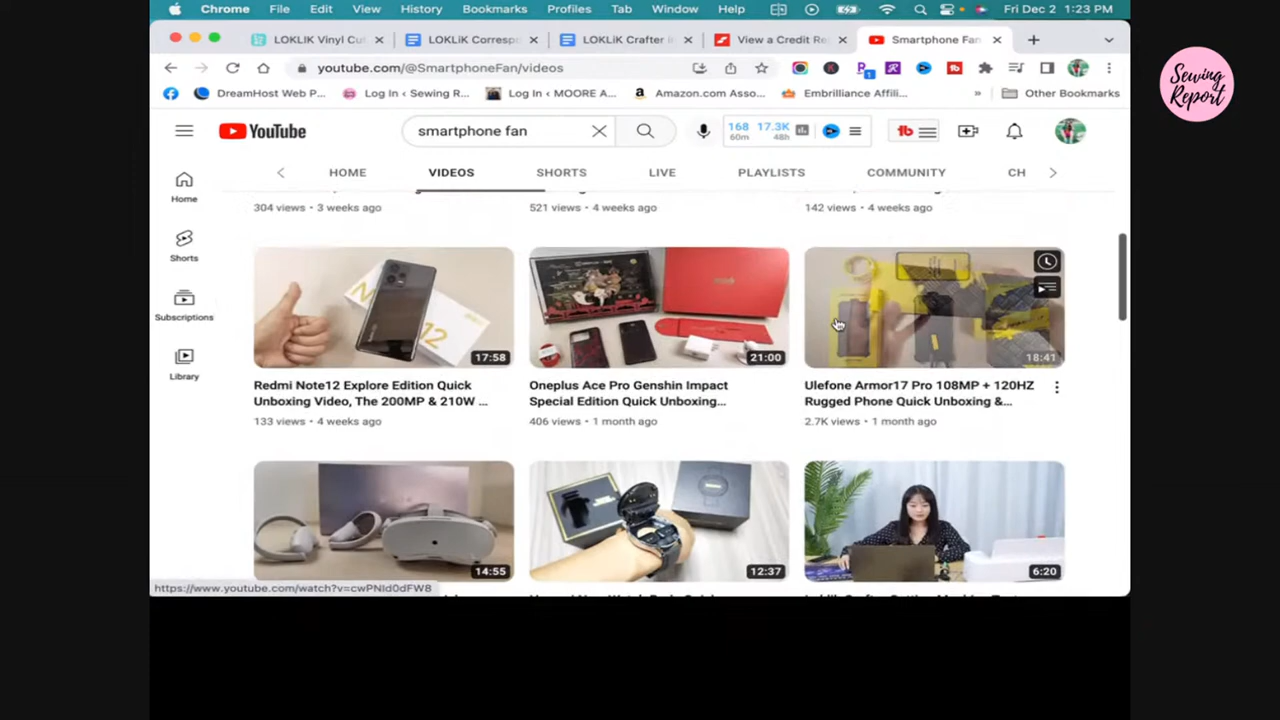 Chrome File Edit View History Bookmarks Profiles Tab Window Help Fri Dec 2 1:23 PM
LOKLIK Vinyl Cu LOKLiK Corresp LOKLiK Crafter i View a Credit Re Smartphone Fan
youtube.com/@SmartphoneFan/videos
DreamHost Web P... Log In ‹ Sewing R... Log In ‹ MOORE A... Amazon.com Asso... Embrilliance Affili... » Other Bookmarks
Sewing
Report
YouTube smartphone fan 168 17.3K
60m 48h
HOME VIDEOS SHORTS LIVE PLAYLISTS COMMUNITY CH
Home
Shorts
Subscriptions
Library
304 views • 3 weeks ago 521 views • 4 weeks ago 142 views • 4 weeks ago
17:58 21:00 18:41
Redmi Note12 Explore Edition Quick
Unboxing Video, The 200MP & 210W ...
133 views • 4 weeks ago
Oneplus Ace Pro Genshin Impact
Special Edition Quick Unboxing...
406 views • 1 month ago
Ulefone Armor17 Pro 108MP + 120HZ
Rugged Phone Quick Unboxing &...
2.7K views • 1 month ago
14:55 12:37 6:20
https://www.youtube.com/watch?v=cwPNId0dFW8